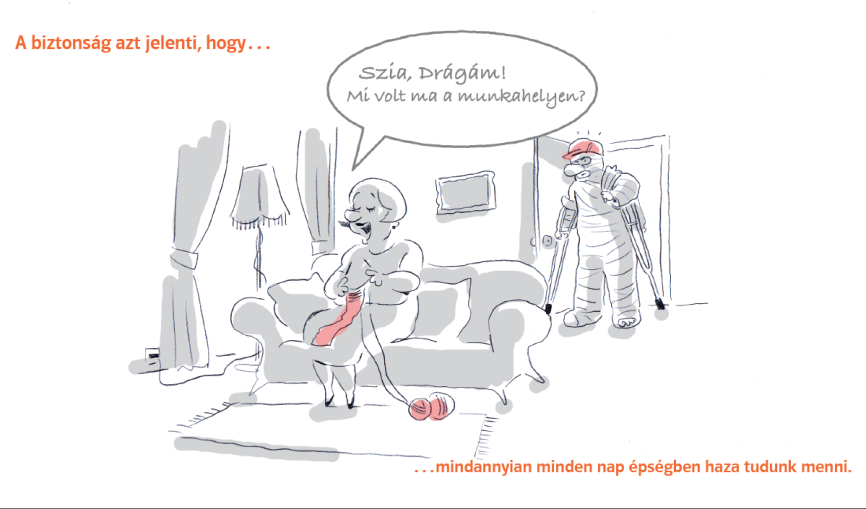 A biztonság azt jelenti, hogy...
Szia, Drágám!
Mi volt ma a munkahelyen?
...mindannyian minden nap épségben haza tudunk menni.